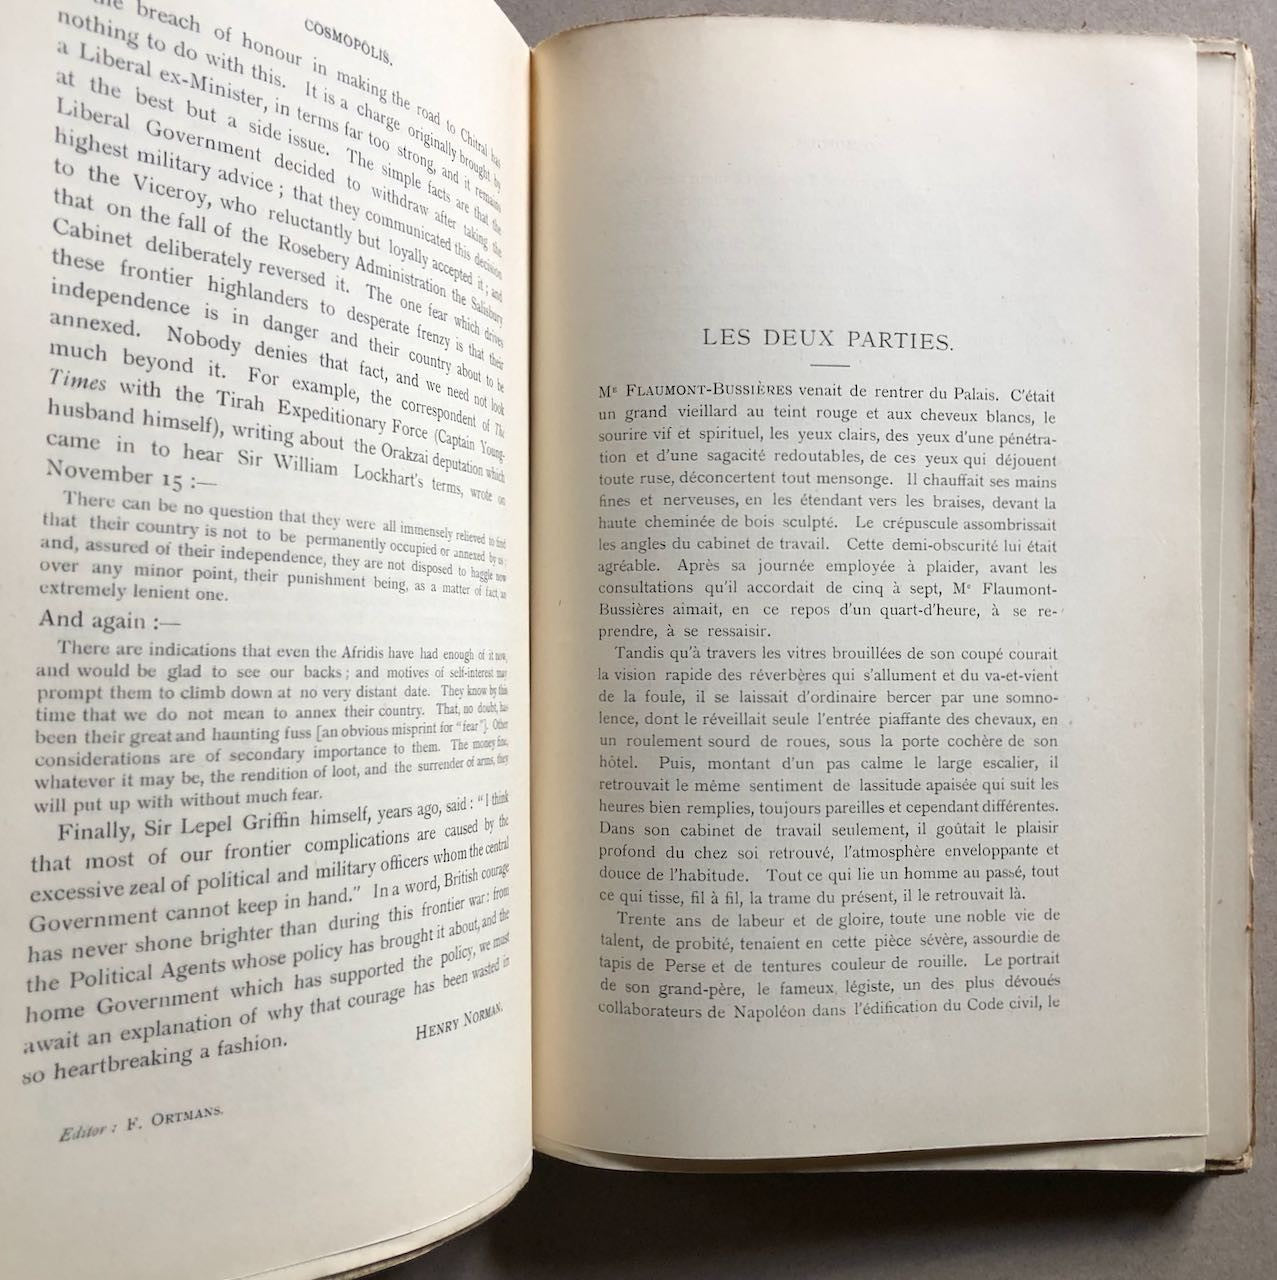 COSMOPOLIS.
the breach of honour in making the road to Chitral has
nothing to do with this. It is a charge originally brought by
a Liberal ex-Minister, in terms far too strong, and it remains
at the best but a side issue. The simple facts are that the
Liberal Government decided to withdraw after taking the
highest military advice; that they communicated this decision
to the Viceroy, who reluctantly but loyally accepted it; and
that on the fall of the Rosebery Administration the Salisbury
Cabinet deliberately reversed it. The one fear which drives
these frontier highlanders to desperate frenzy is that their
independence is in danger and their country about to be
annexed. Nobody denies that fact, and we need not look
much beyond it. For example, the correspondent of The
Times with the Tirah Expeditionary Force (Captain Young-
husband himself), writing about the Orakzai deputation which
came in to hear Sir William Lockhart's terms, wrote on
November 15 :—
There can be no question that they were all immensely relieved to find
that their country is not to be permanently occupied or annexed by us;
and, assured of their independence, they are not disposed to haggle now
over any minor point, their punishment being, as a matter of fact, an
extremely lenient one.
And again :—
There are indications that even the Afridis have had enough of it now,
and would be glad to see our backs; and motives of self-interest may
prompt them to climb down at no very distant date. They know by this
time that we do not mean to annex their country. That, no doubt, has
been their great and haunting fuss [an obvious misprint for "fear"]. Other
considerations are of secondary importance to them. The money fine,
whatever it may be, the rendition of loot, and the surrender of arms, they
will put up with without much fear.
Finally, Sir Lepel Griffin himself, years ago, said: "I think
that most of our frontier complications are caused by the
excessive zeal of political and military officers whom the central
Government cannot keep in hand." In a word, British courage
has never shone brighter than during this frontier war: from
the Political Agents whose policy has brought it about, and the
home Government which has supported the policy, we must
await an explanation of why that courage has been wasted in
so heartbreaking a fashion.
HENRY NORMAN.
Editor: F. ORTMANS.
LES DEUX PARTIES.
Me FLAUMONT-BUSSIÈRES venait de rentrer du Palais. C'était
un grand vieillard au teint rouge et aux cheveux blancs, le
sourire vif et spirituel, les yeux clairs, des yeux d'une pénétra-
tion et d'une sagacité redoutables, de ces yeux qui déjouent
toute ruse, déconcertent tout mensonge. Il chauffait ses mains
fines et nerveuses, en les étendant vers les braises, devant la
haute cheminée de bois sculpté. Le crépuscule assombrissait
les angles du cabinet de travail. Cette demi-obscurité lui était
agréable. Après sa journée employée à plaider, avant les
consultations qu'il accordait de cinq à sept, Me Flaumont-
Bussières aimait, en ce repos d'un quart-d'heure, à se re-
prendre, à se ressaisir.
Tandis qu'à travers les vitres brouillées de son coupé courait
la vision rapide des réverbères qui s'allument et du va-et-vient
de la foule, il se laissait d'ordinaire bercer par une somno-
lence, dont le réveillait seule l'entrée piaffante des chevaux, en
un roulement sourd de roues, sous la porte cochère de son
hôtel. Puis, montant d'un pas calme le large escalier, il
retrouvait le même sentiment de lassitude apaisée qui suit les
heures bien remplies, toujours pareilles et cependant différentes.
Dans son cabinet de travail seulement, il goûtait le plaisir
profond du chez soi retrouvé, l'atmosphère enveloppante et
douce de l'habitude. Tout ce qui lie un homme au passé, tout
ce qui tisse, fil à fil, la trame du présent, il le retrouvait là.
Trente ans de labeur et de gloire, toute une noble vie de
talent, de probité, tenaient en cette pièce sévère, assourdie de
tapis de Perse et de tentures couleur de rouille. Le portrait
de son grand-père, le fameux légiste, un des plus dévoués
collaborateurs de Napoléon dans l'édification du Code civil, le